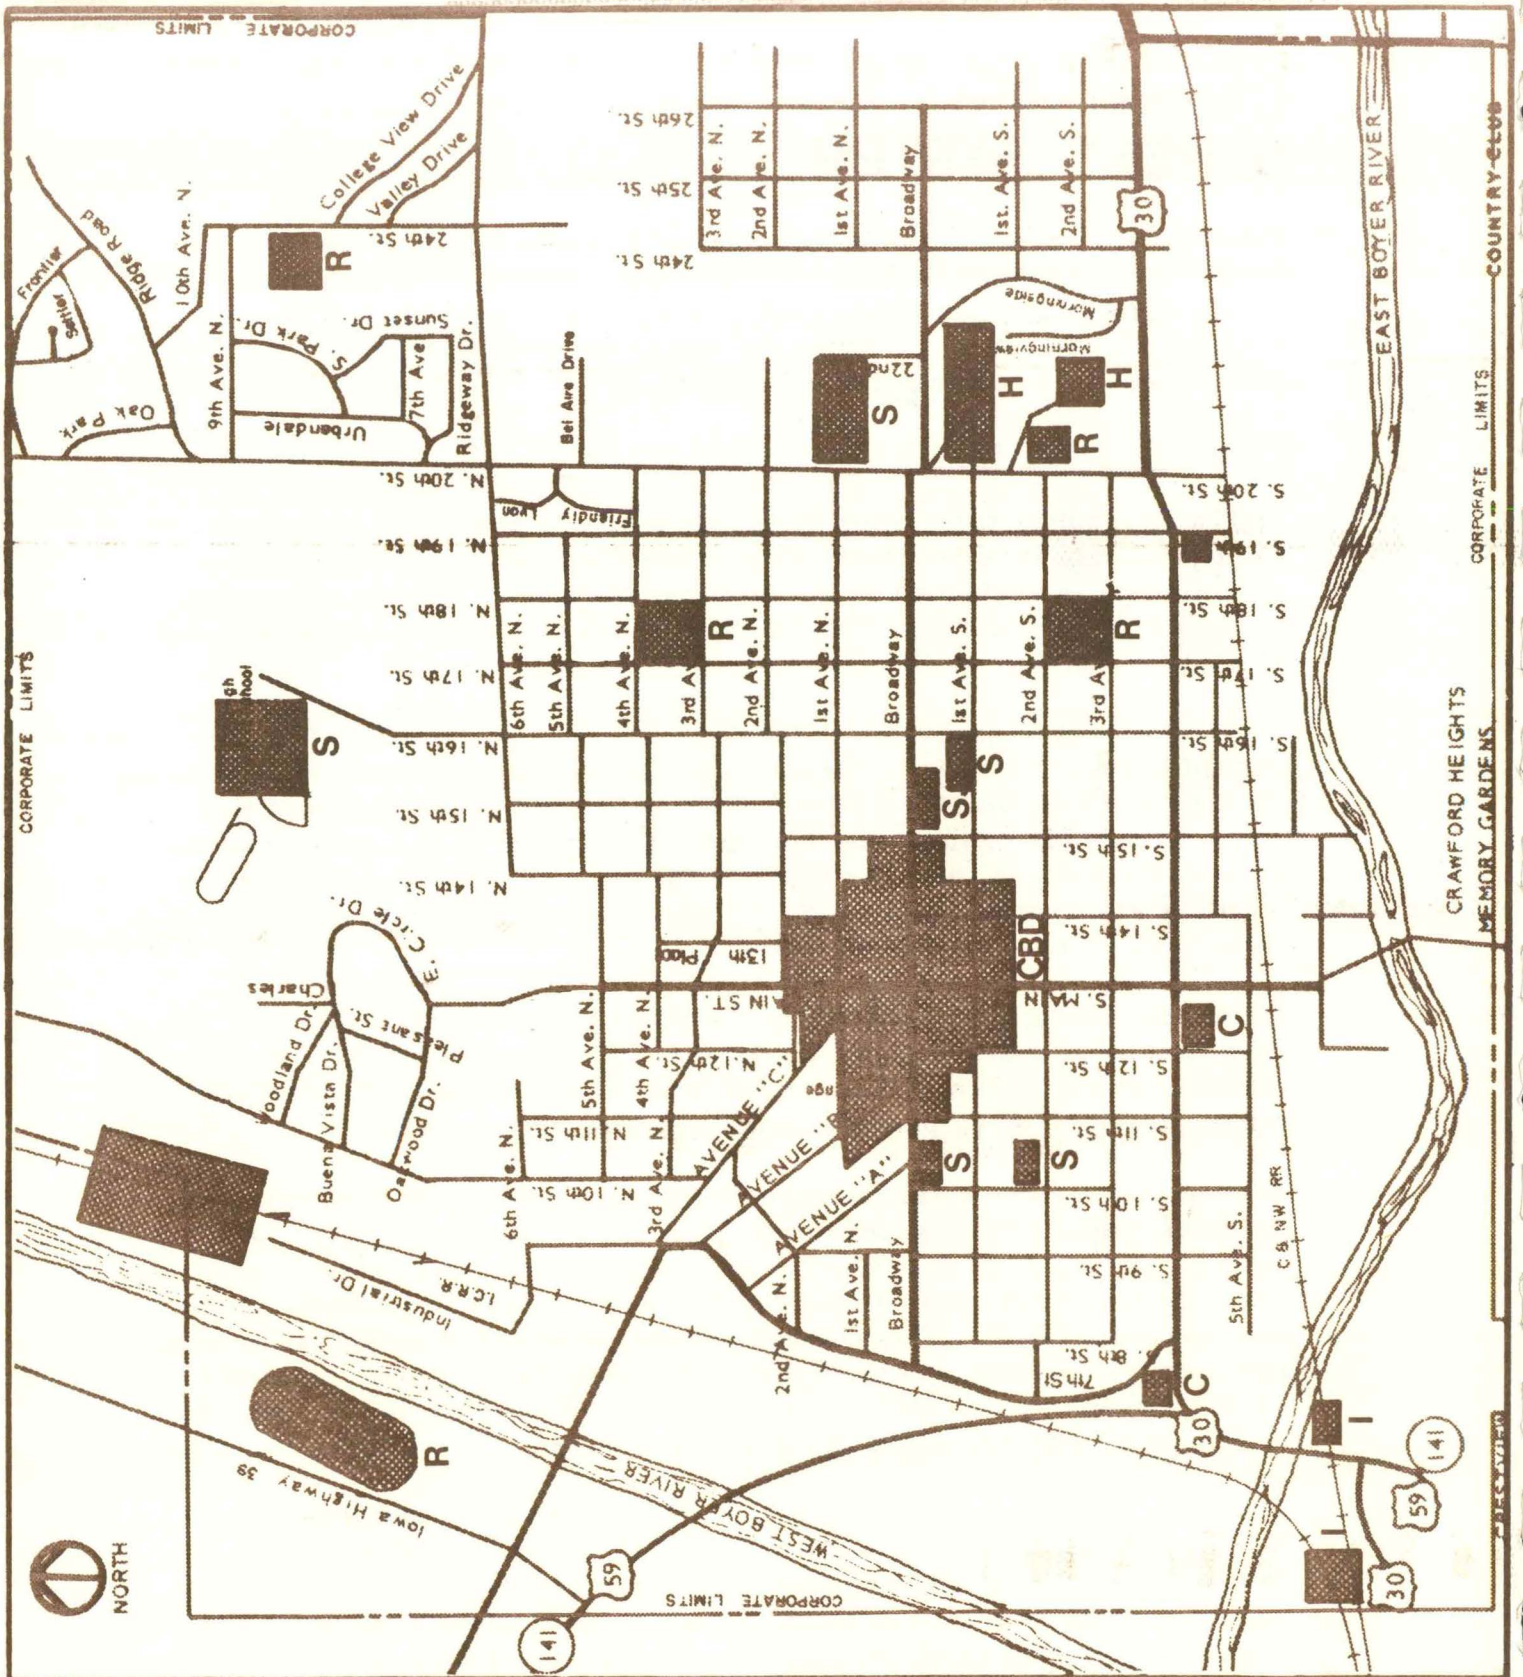 CORPORATE LIMITS
College View Drive
Valley Drive
24th St.
R
Frontier
Settler
Ridge Road
10th Ave. N.
9th Ave. N.
S. Park Dr.
Sunset Dr.
Oak Park
Urbandale
7th Ave
Ridgeway Dr.
Bel Aire Drive
26th St.
25th St.
24th St.
3rd Ave. N.
2nd Ave. N.
1st Ave. N.
Broadway
1st. Ave. S.
2nd Ave. S.
30
EAST BOYER RIVER
COUNTRY CLUB
Morningside
Morningview
22nd
S
H
H
R
CORPORATE LIMITS
N. 20th St.
Lyon
Friendly
N. 19th St.
N. 18th St.
N. 17th St.
N. 16th St.
N. 15th St.
N. 14th St.
S. 20th St.
S. 19th
S. 18th St.
S. 17th St.
S. 16th St.
S. 15th St.
S. 14th St.
6th Ave. N.
5th Ave. N.
4th Ave. N.
3rd A
2nd Ave. N.
1st Ave. N.
Broadway
1st Ave. S.
2nd Ave. S.
3rd Av
R
R
CORPORATE LIMITS
gh
hool
S
S
S
CRAWFORD HEIGHTS
MEMORY GARDENS
CBD
E. Circle Dr.
Charles
Pleasant St.
Woodland Dr.
Buena Vista Dr.
Oakwood Dr.
13th Plac
AIN ST.
S. MAIN
5th Ave. N.
4th Ave. N.
3rd Ave. N.
6th Ave. N.
N. 12th St.
N. 11th St.
N. 10th St.
AVENUE "C"
AVENUE "B
AVENUE "A"
nge
S. 12th St.
S. 11th St.
S. 10th St.
S. 9th St.
S. 8th St.
7th St
C
S
S
C & NW RR
5th Ave. S.
2nd Ave. N.
1st Ave. N.
Broadway
I.C.R.R.
Industrial Dr.
Iowa Highway 39
R
WEST BOYER RIVER
C
30
I
141
59
I
30
CRESTVIEW
59
141
CORPORATE LIMITS
NORTH